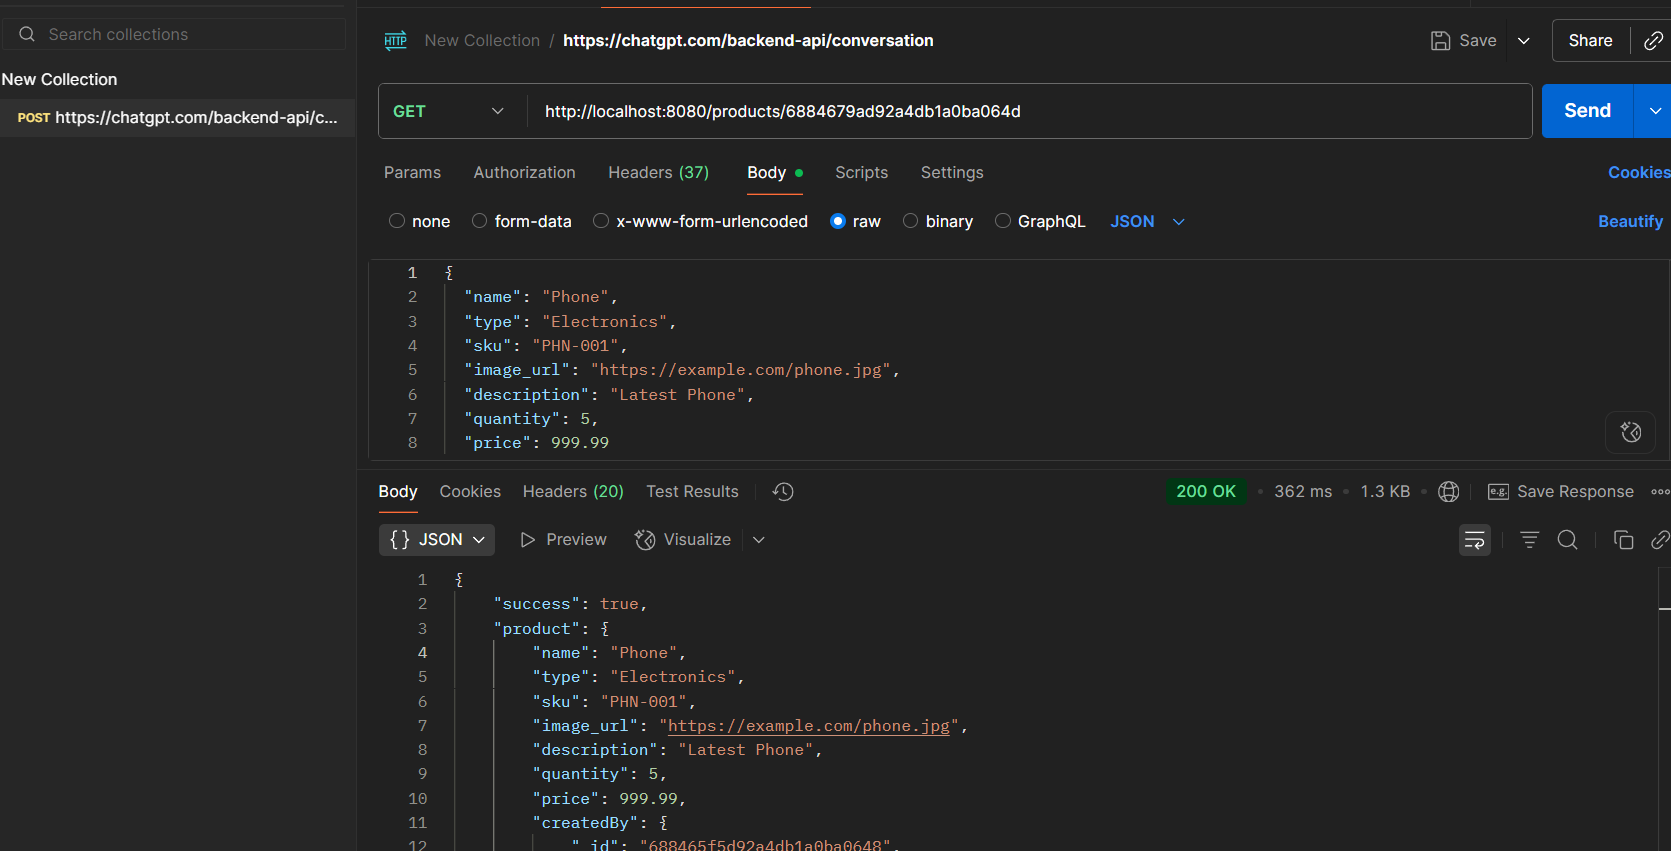 Search collections
New Collection
POST https://chatgpt.com/backend-api/c...
HTTP New Collection / https://chatgpt.com/backend-api/conversation
Save
Share
GET http://localhost:8080/products/6884679ad92a4db1a0ba064d
Send
Params Authorization Headers (37) Body Scripts Settings Cookies
none form-data x-www-form-urlencoded raw binary GraphQL JSON Beautify
1 {
2 "name": "Phone",
3 "type": "Electronics",
4 "sku": "PHN-001",
5 "image_url": "https://example.com/phone.jpg",
6 "description": "Latest Phone",
7 "quantity": 5,
8 "price": 999.99
Body Cookies Headers (20) Test Results 200 OK 362 ms 1.3 KB e.g. Save Response
{} JSON Preview Visualize
1 {
2 "success": true,
3 "product": {
4 "name": "Phone",
5 "type": "Electronics",
6 "sku": "PHN-001",
7 "image_url": "https://example.com/phone.jpg",
8 "description": "Latest Phone",
9 "quantity": 5,
10 "price": 999.99,
11 "createdBy": {
12 "_id": "688465f5d92a4db1a0ba0648",